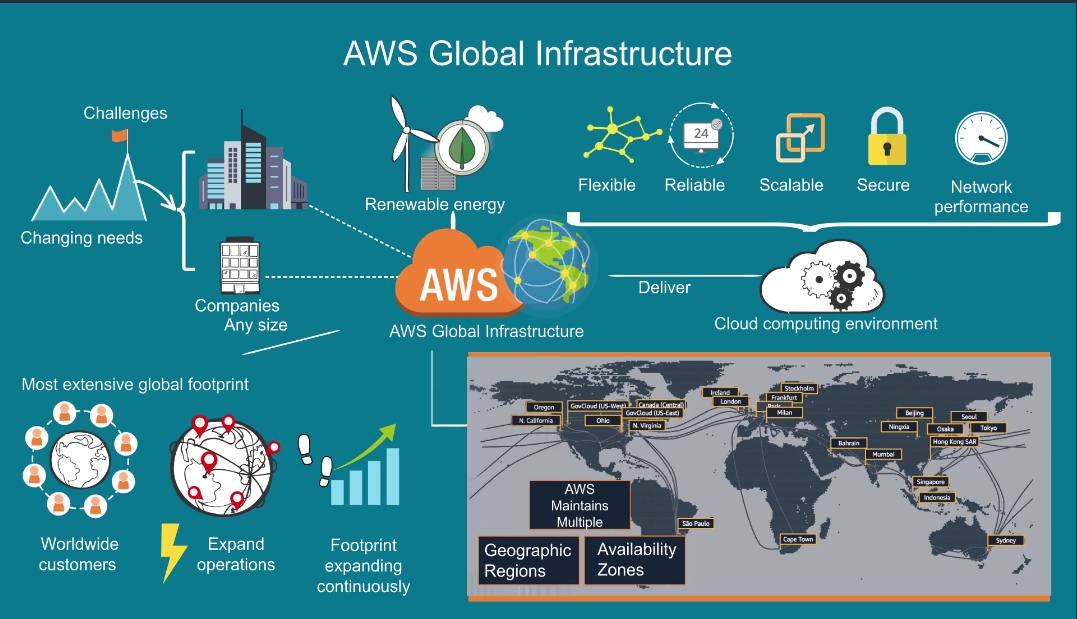 AWS Global Infrastructure
Challenges
Changing needs
Companies
Any size
Renewable energy
24
Flexible
Reliable
Scalable
Secure
Network
performance
AWS
AWS Global Infrastructure
Deliver
Cloud computing environment
Most extensive global footprint
Worldwide
customers
Expand
operations
Footprint
expanding
continuously
Oregon
N. California
GovCloud (US-West)
Canada (Central)
GovCloud (US-East)
Ohio
N. Virginia
São Paulo
Ireland
London
Stockholm
Frankfurt
Milan
Cape Town
Bahrain
Mumbai
Beijing
Ningxia
Seoul
Osaka
Tokyo
Hong Kong SAR
Singapore
Indonesia
Sydney
AWS
Maintains
Multiple
Geographic
Regions
Availability
Zones